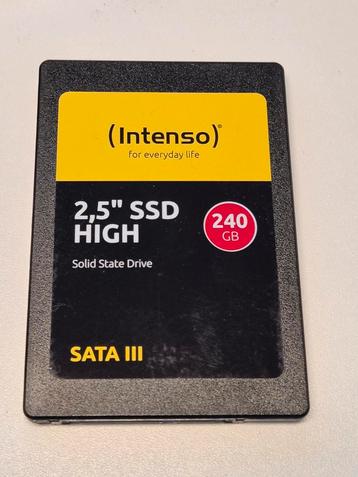 (Intenso)®
for everyday life
2,5" SSD
HIGH
240
GB
Solid State Drive
SATA III